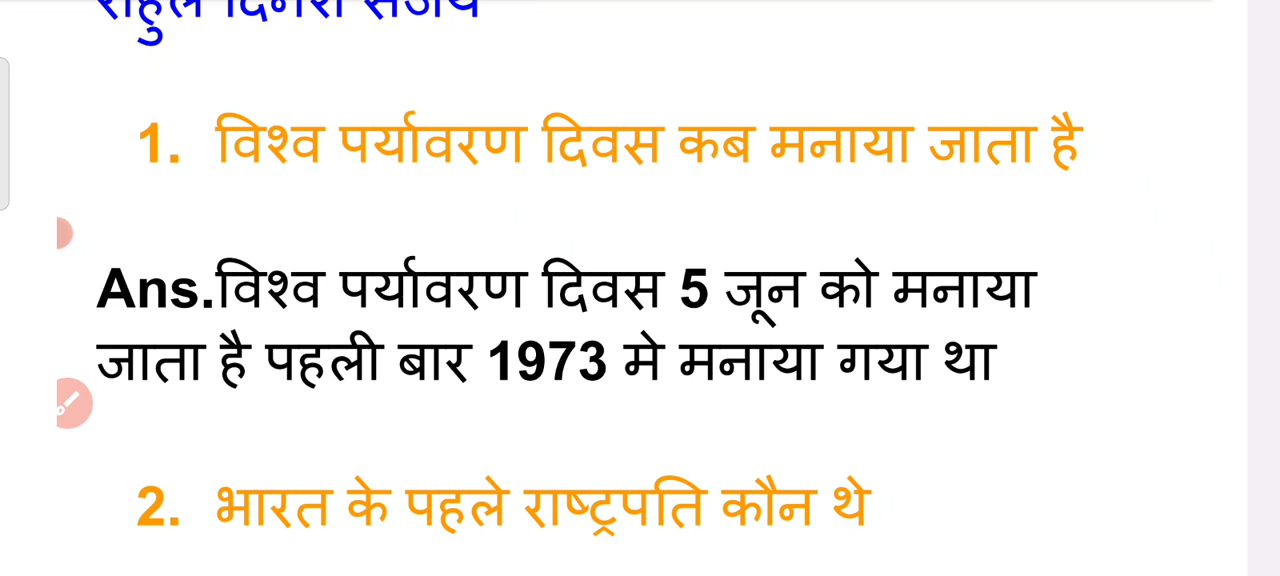 राहुल दिनेश संजय
1. विश्व पर्यावरण दिवस कब मनाया जाता है
Ans.विश्व पर्यावरण दिवस 5 जून को मनाया
जाता है पहली बार 1973 मे मनाया गया था
2. भारत के पहले राष्ट्रपति कौन थे